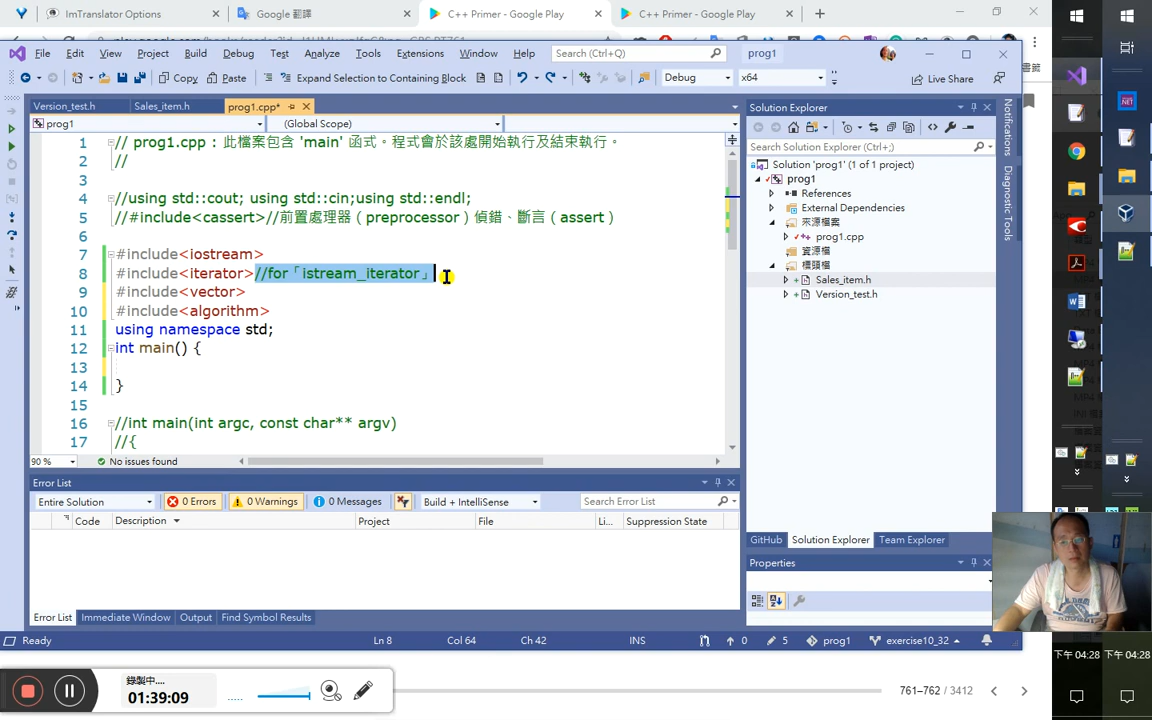 ImTranslator Options
Google 翻譯
C++ Primer - Google Play
C++ Primer - Google Play
File Edit View Project Build Debug Test Analyze Tools Extensions Window Help Search (Ctrl+Q) prog1
Copy Paste Expand Selection to Containing Block Debug x64 Live Share
Version_test.h Sales_item.h prog1.cpp*
prog1 (Global Scope)
1 // prog1.cpp : 此檔案包含 'main' 函式。程式會於該處開始執行及結束執行。
2 //
3
4 //using std::cout; using std::cin;using std::endl;
5 //#include<cassert>//前置處理器（preprocessor）偵錯、斷言（assert）
6
7 #include<iostream>
8 #include<iterator>//for「istream_iterator」
9 #include<vector>
10 #include<algorithm>
11 using namespace std;
12 int main() {
13
14 }
15
16 //int main(int argc, const char** argv)
17 //{
90 % No issues found
Solution Explorer
Search Solution Explorer (Ctrl+;)
Solution 'prog1' (1 of 1 project)
prog1
References
External Dependencies
來源檔案
prog1.cpp
資源檔
標頭檔
Sales_item.h
Version_test.h
Notifications
Diagnostic Tools
GitHub Solution Explorer Team Explorer
Properties
Error List
Entire Solution 0 Errors 0 Warnings 0 Messages Build + IntelliSense Search Error List
Code Description Project File Li... Suppression State
Error List Immediate Window Output Find Symbol Results
Ready Ln 8 Col 64 Ch 42 INS 0 5 prog1 exercise10_32
錄製中....
01:39:09
761–762 / 3412
下午 04:28 下午 04:28